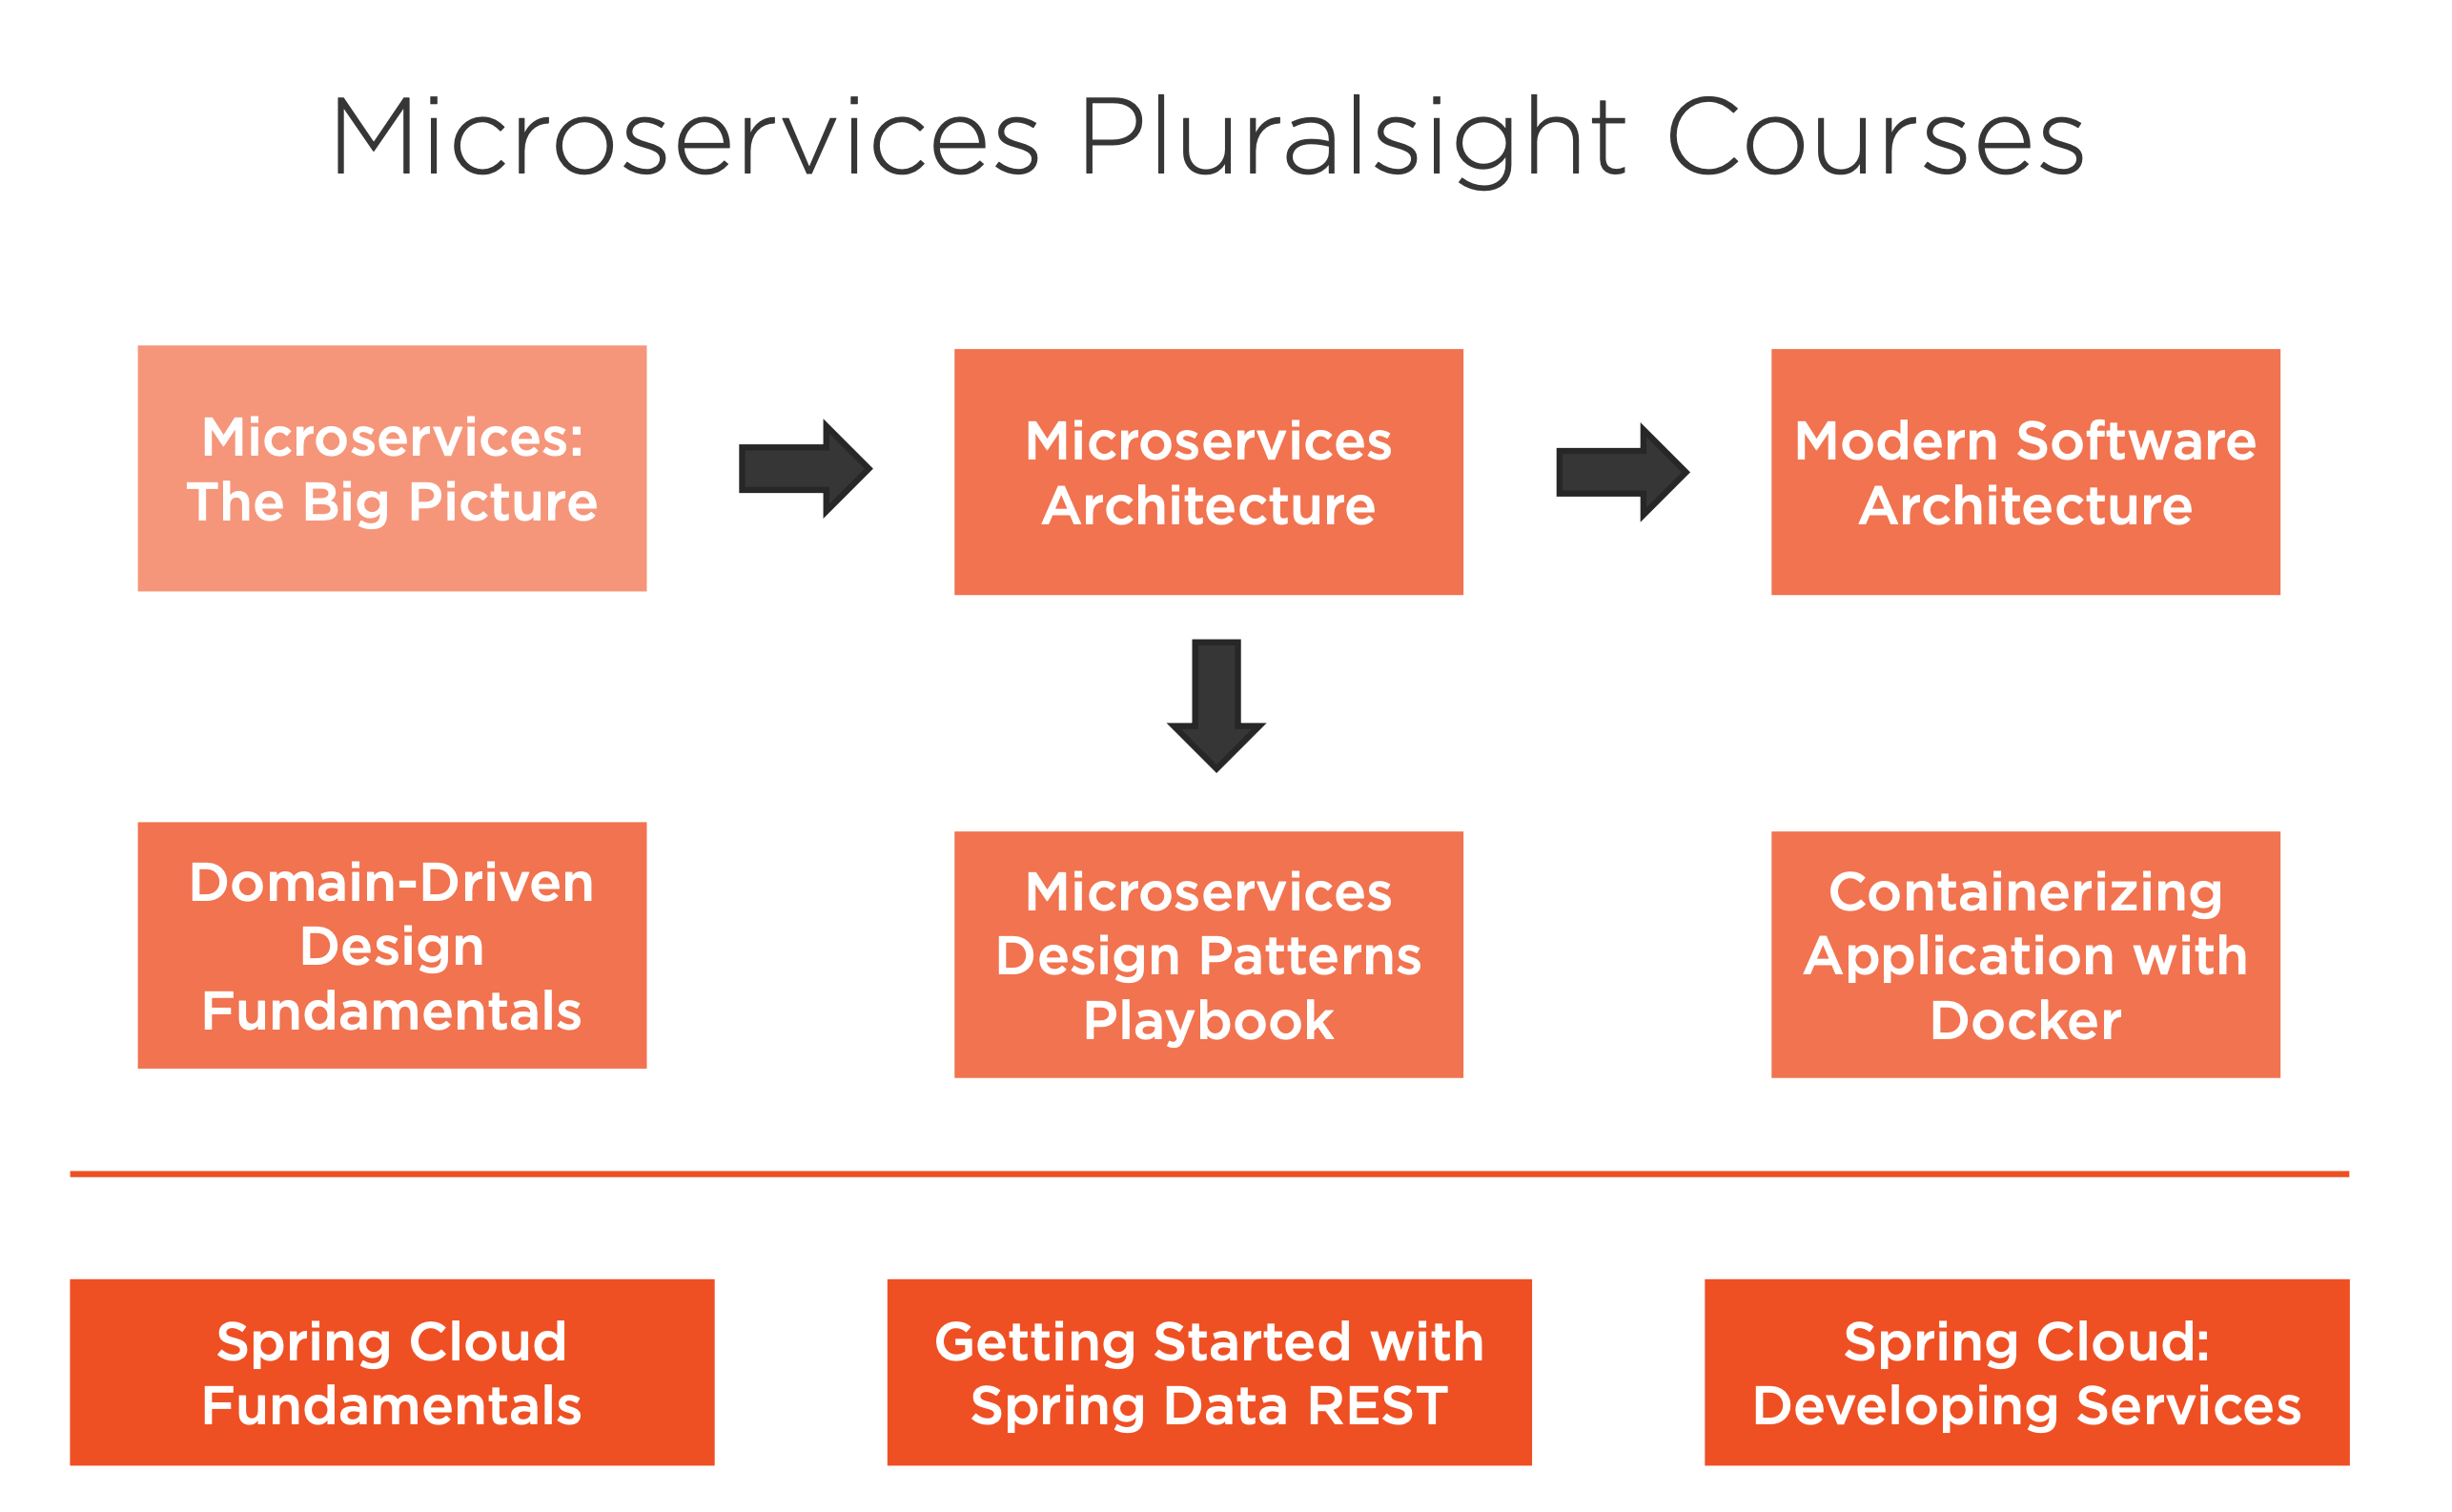 Microservices Pluralsight Courses
Microservices:
The Big Picture
Microservices
Architecture
Modern Software
Architecture
Domain-Driven
Design
Fundamentals
Microservices
Design Patterns
Playbook
Containerizing
Application with
Docker
Spring Cloud
Fundamentals
Getting Started with
Spring Data REST
Spring Cloud:
Developing Services